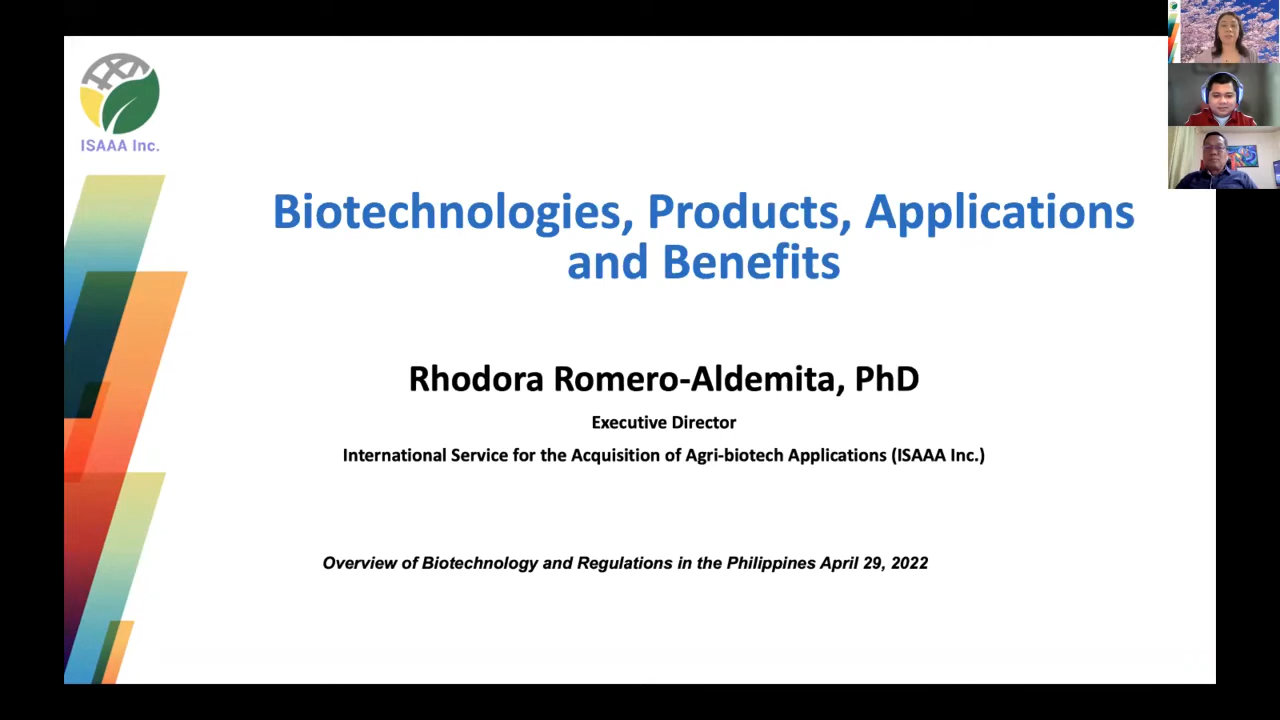 ISAAA Inc.
Biotechnologies, Products, Applications
and Benefits
Rhodora Romero-Aldemita, PhD
Executive Director
International Service for the Acquisition of Agri-biotech Applications (ISAAA Inc.)
Overview of Biotechnology and Regulations in the Philippines April 29, 2022